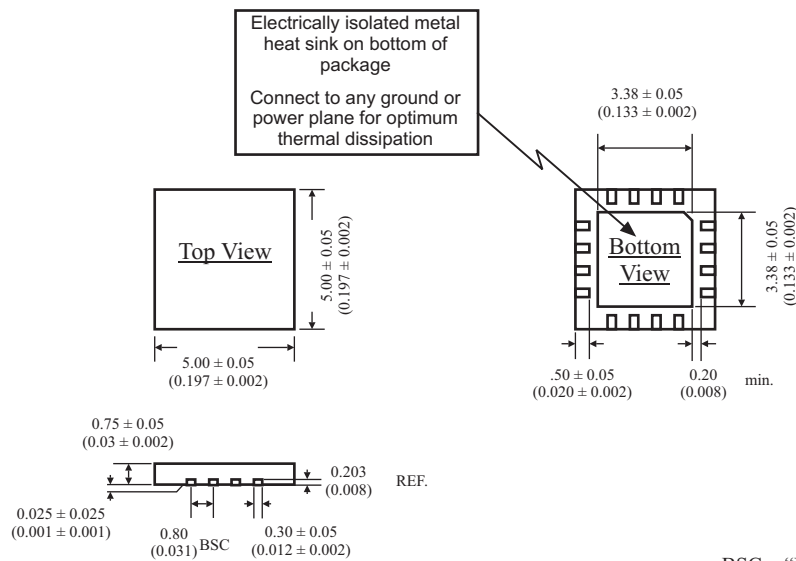 Electrically isolated metal
heat sink on bottom of
package
Connect to any ground or
power plane for optimum
thermal dissipation
3.38 ± 0.05
(0.133 ± 0.002)
Top View
5.00 ± 0.05
(0.197 ± 0.002)
Bottom
View
3.38 ± 0.05
(0.133 ± 0.002)
5.00 ± 0.05
(0.197 ± 0.002)
.50 ± 0.05
(0.020 ± 0.002)
0.20
(0.008)
min.
0.75 ± 0.05
(0.03 ± 0.002)
0.203
(0.008)
REF.
0.025 ± 0.025
(0.001 ± 0.001)
0.80
(0.031) BSC
0.30 ± 0.05
(0.012 ± 0.002)
BSC